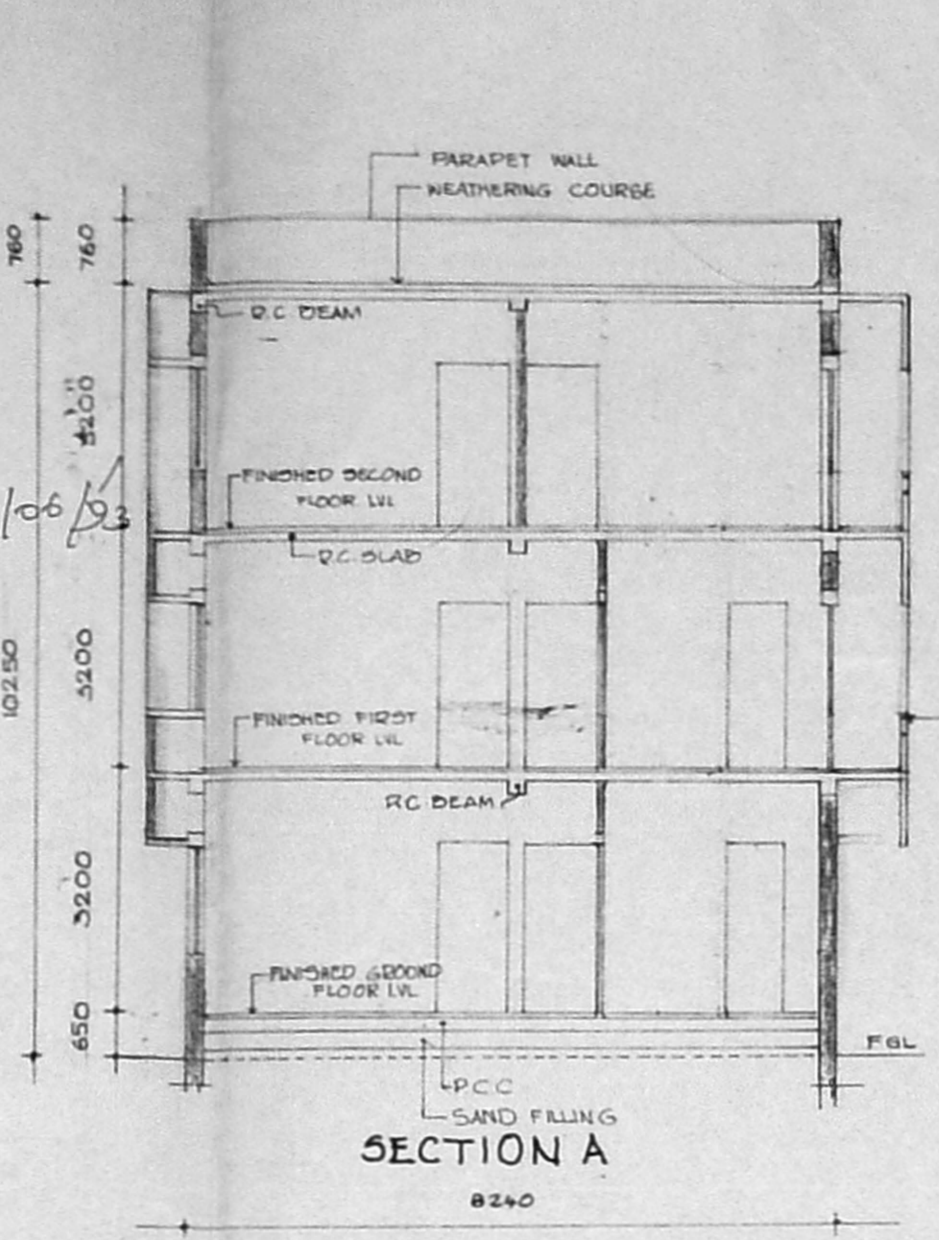 PARAPET WALL
WEATHERING COURSE
760
760
R.C BEAM
3200
FINISHED SECOND
FLOOR LVL
R.C. SLAB
10250
3200
FINISHED FIRST
FLOOR LVL
R.C BEAM
3200
FINISHED GROUND
FLOOR LVL
650
FGL
P.C.C
SAND FILLING
SECTION A
8240